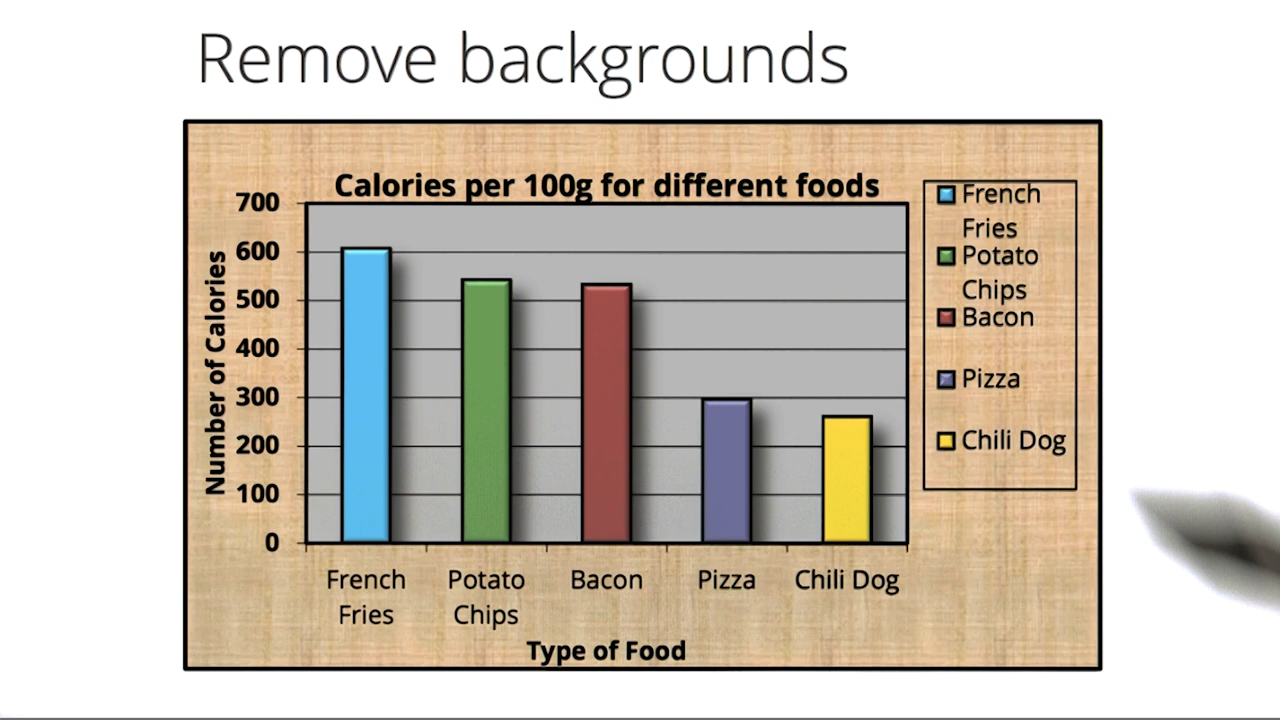 Remove backgrounds
Calories per 100g for different foods
Number of Calories
700
600
500
400
300
200
100
0
French
Fries
Potato
Chips
Bacon
Pizza
Chili Dog
Type of Food
French
Fries
Potato
Chips
Bacon
Pizza
Chili Dog